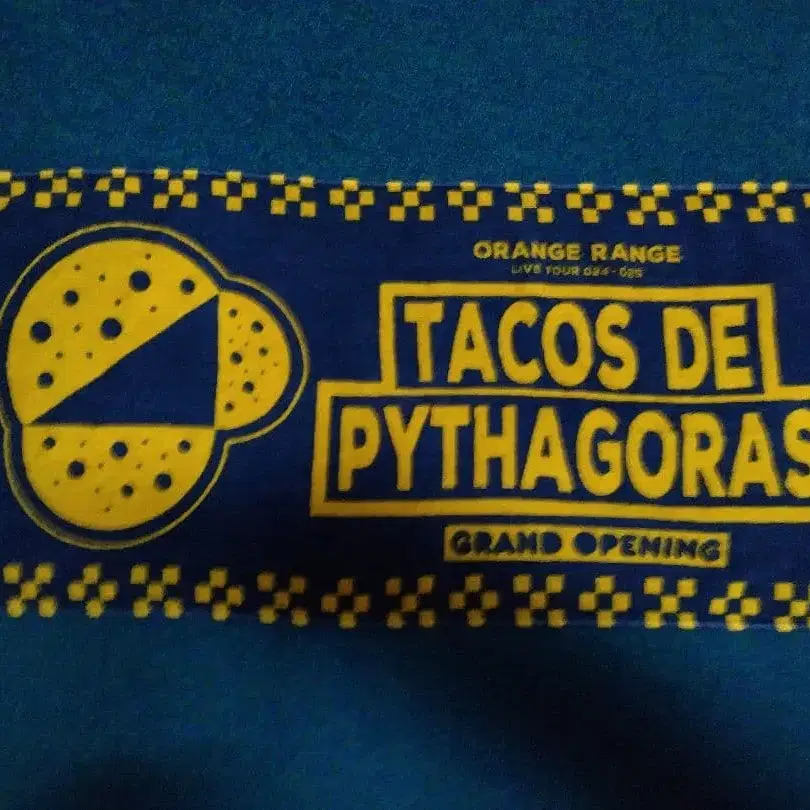 ORANGE RANGE
LIVE TOUR 024-025
TACOS DE
PYTHAGORAS
GRAND OPENING